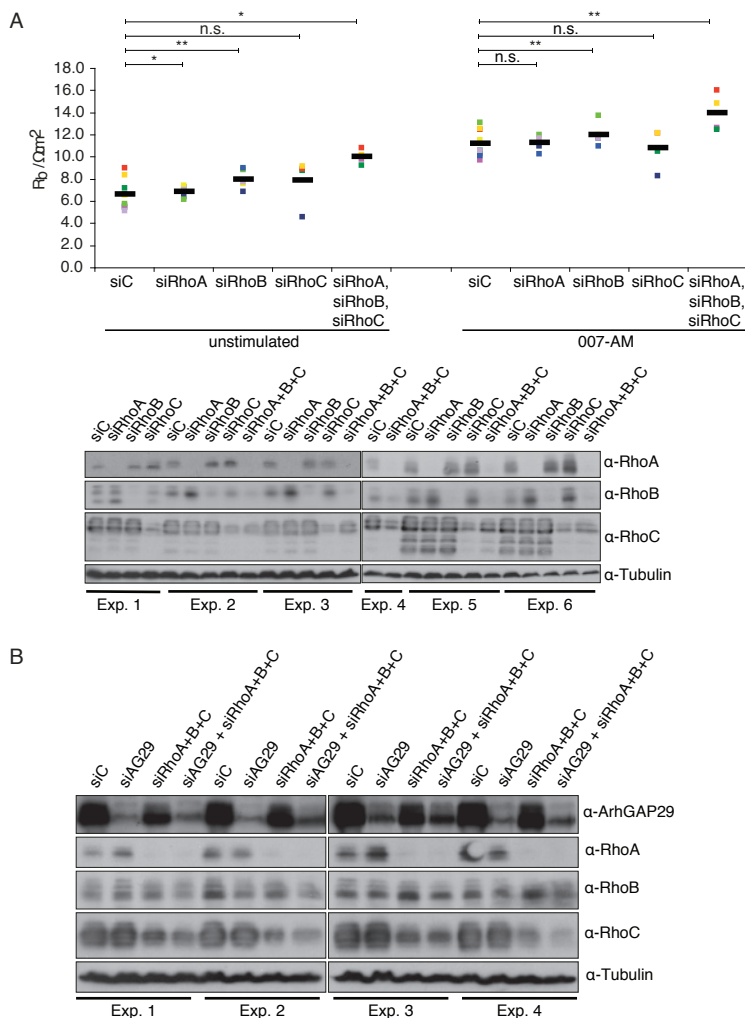 A
*
n.s.
**
*
**
n.s.
**
n.s.
Rb /Ωcm²
18.0
16.0
14.0
12.0
10.0
8.0
6.0
4.0
2.0
0.0
siC siRhoA siRhoB siRhoC siRhoA, siRhoB, siRhoC
unstimulated
siC siRhoA siRhoB siRhoC siRhoA, siRhoB, siRhoC
007-AM
siC siRhoA siRhoB siRhoC siC siRhoA siRhoB siRhoC siRhoA+B+C siC siRhoA siRhoB siRhoC siRhoA+B+C siC siRhoA+B+C siC siRhoA siRhoB siRhoC siRhoA+B+C siC siRhoA siRhoB siRhoC siRhoA+B+C
α-RhoA
α-RhoB
α-RhoC
α-Tubulin
Exp. 1 Exp. 2 Exp. 3 Exp. 4 Exp. 5 Exp. 6
B
siC siAG29 siRhoA+B+C siAG29 + siRhoA+B+C siC siAG29 siRhoA+B+C siAG29 + siRhoA+B+C siC siAG29 siRhoA+B+C siAG29 + siRhoA+B+C siC siAG29 siRhoA+B+C siAG29 + siRhoA+B+C
α-ArhGAP29
α-RhoA
α-RhoB
α-RhoC
α-Tubulin
Exp. 1 Exp. 2 Exp. 3 Exp. 4